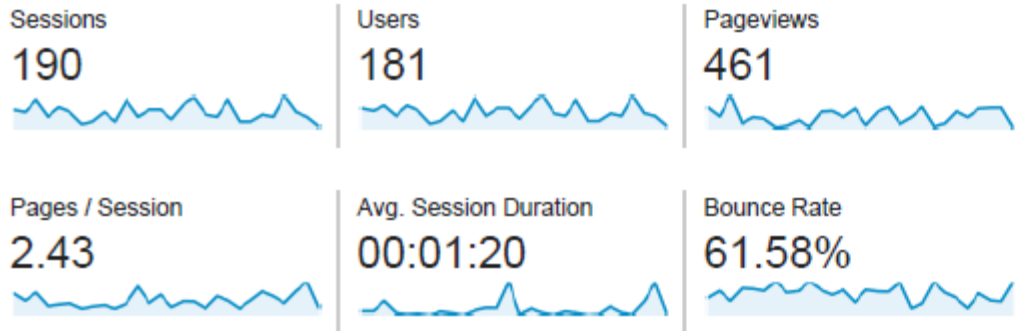 Sessions
190
Users
181
Pageviews
461
Pages / Session
2.43
Avg. Session Duration
00:01:20
Bounce Rate
61.58%